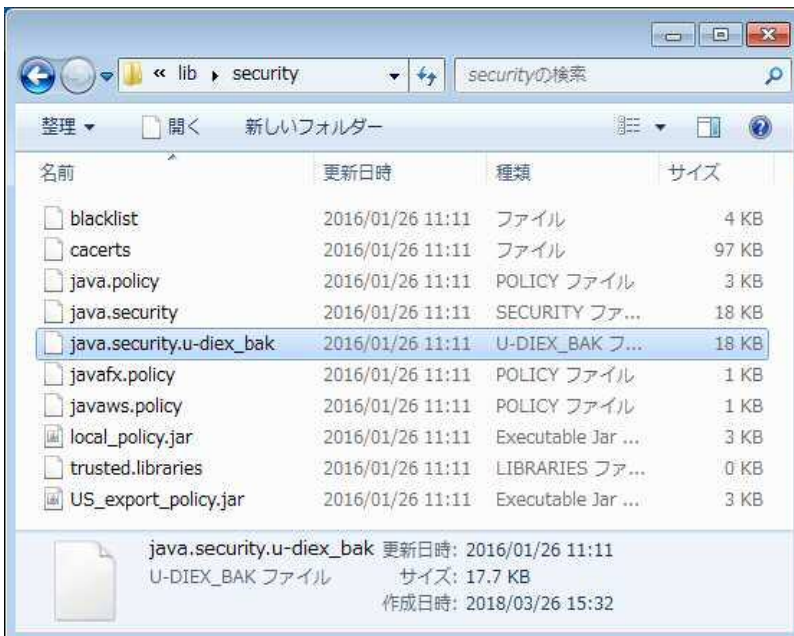 « lib ▸ security securityの検索
整理 開く 新しいフォルダー
名前 更新日時 種類 サイズ
blacklist 2016/01/26 11:11 ファイル 4 KB
cacerts 2016/01/26 11:11 ファイル 97 KB
java.policy 2016/01/26 11:11 POLICY ファイル 3 KB
java.security 2016/01/26 11:11 SECURITY ファ... 18 KB
java.security.u-diex_bak 2016/01/26 11:11 U-DIEX_BAK フ... 18 KB
javafx.policy 2016/01/26 11:11 POLICY ファイル 1 KB
javaws.policy 2016/01/26 11:11 POLICY ファイル 1 KB
local_policy.jar 2016/01/26 11:11 Executable Jar ... 3 KB
trusted.libraries 2016/01/26 11:11 LIBRARIES ファ... 0 KB
US_export_policy.jar 2016/01/26 11:11 Executable Jar ... 3 KB
java.security.u-diex_bak 更新日時: 2016/01/26 11:11
U-DIEX_BAK ファイル サイズ: 17.7 KB
作成日時: 2018/03/26 15:32